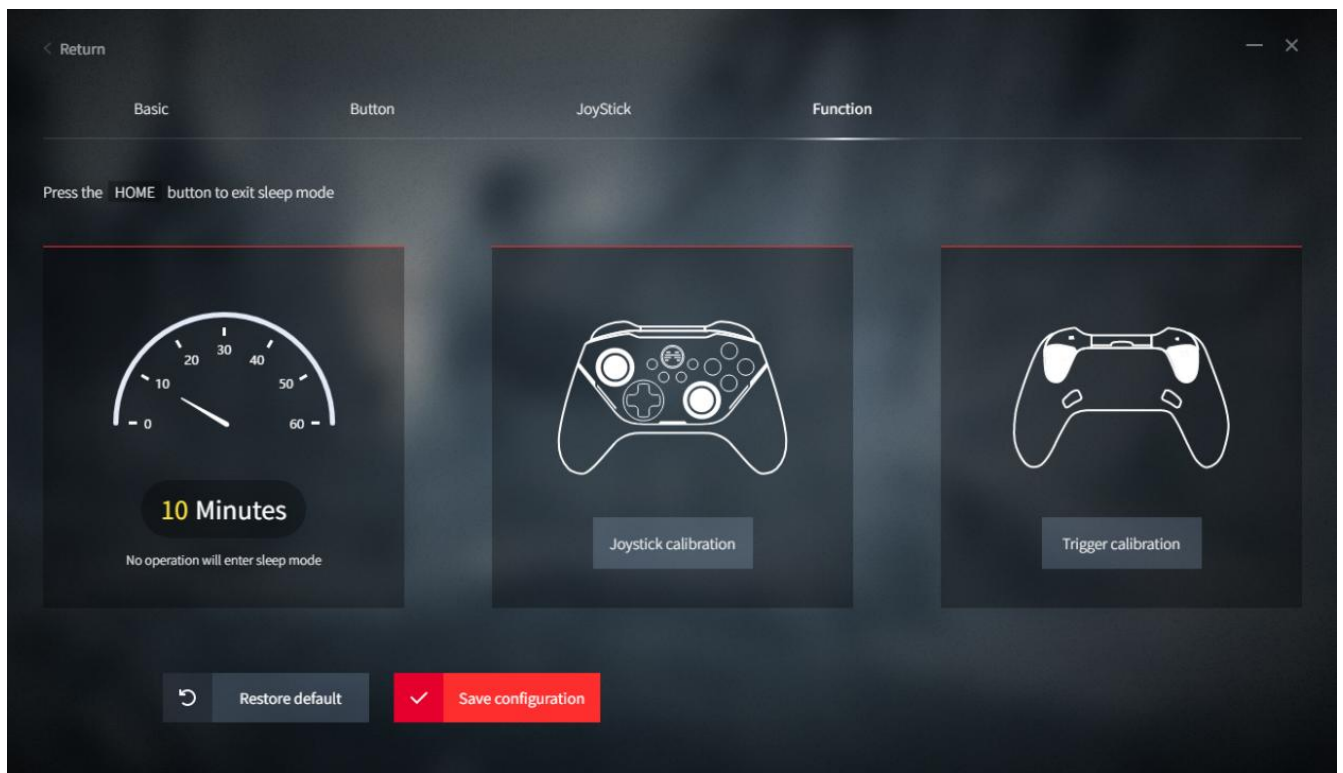 Return
Basic Button JoyStick Function
Press the HOME button to exit sleep mode
0 10 20 30 40 50 60
10 Minutes
No operation will enter sleep mode
Joystick calibration
Trigger calibration
Restore default
Save configuration